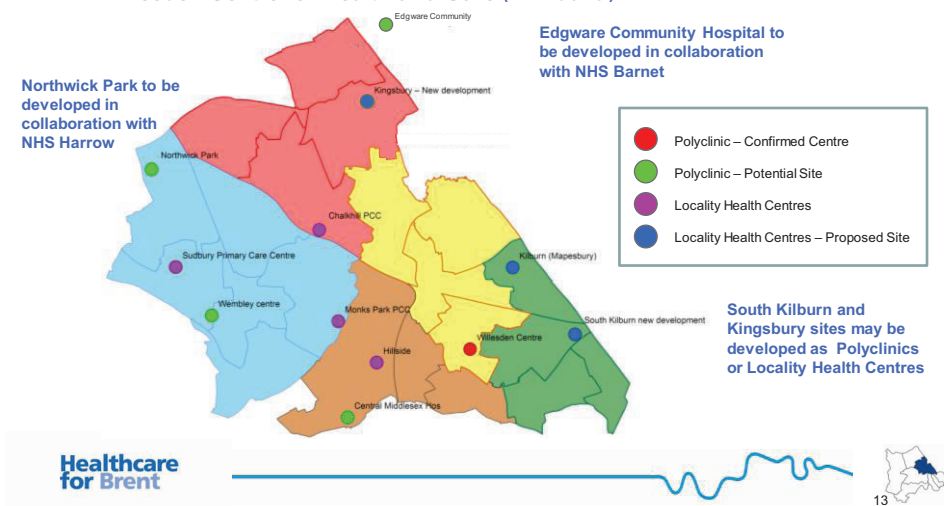 Edgware Community
Edgware Community Hospital to
be developed in collaboration
with NHS Barnet
Northwick Park to be
developed in
collaboration with
NHS Harrow
Kingsbury – New development
Polyclinic – Confirmed Centre
Polyclinic – Potential Site
Locality Health Centres
Locality Health Centres – Proposed Site
Northwick Park
Chalkhill PCC
Sudbury Primary Care Centre
Kilburn (Mapesbury)
Wembley centre
Monks Park PCC
South Kilburn new development
Willesden Centre
Hillside
Central Middlesex Hos
South Kilburn and
Kingsbury sites may be
developed as Polyclinics
or Locality Health Centres
Healthcare
for Brent
13